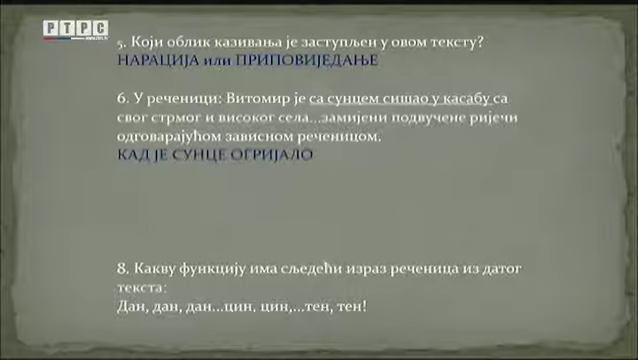 РТРС
5. Који облик казивања је заступљен у овом тексту?
НАРАЦИЈА или ПРИПОВИЈЕДАЊЕ
6. У реченици: Витомир је са сунцем сишао у касабу са
свог стрмог и високог села...замијени подвучене ријечи
одговарајућом зависном реченицом.
КАД ЈЕ СУНЦЕ ОГРИЈАЛО
8. Какву функцију има сљедећи израз реченица из датог
текста:
Дан, дан, дан...цин. цин,...тен, тен!